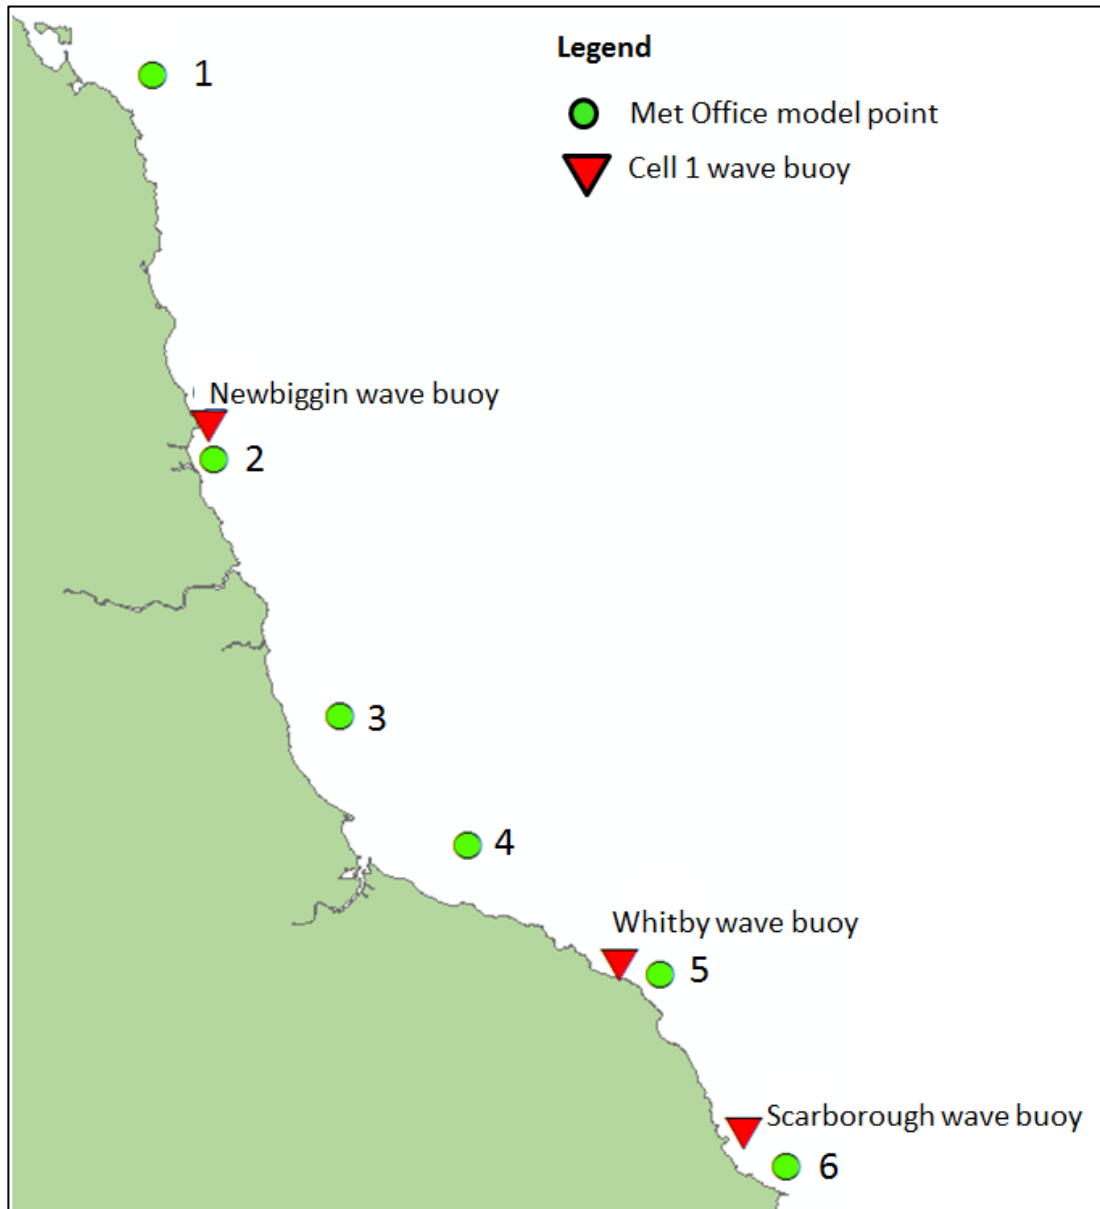 1
Legend
Met Office model point
Cell 1 wave buoy
Newbiggin wave buoy
2
3
4
Whitby wave buoy
5
Scarborough wave buoy
6